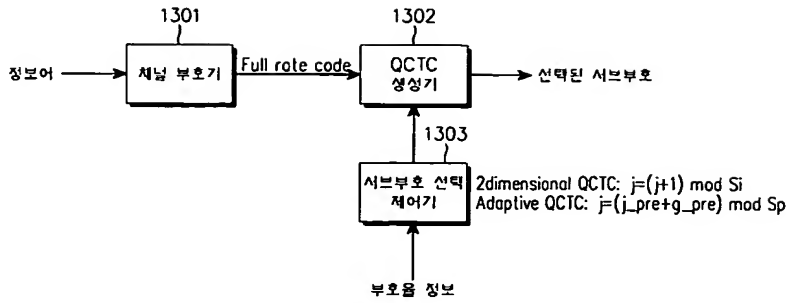 1301
1302
정보어
채널 부호기
Full rate code
QCTC
생성기
선택된 서브부호
1303
서브부호 선택
제어기
2dimensional QCTC: j=(j+1) mod Si
Adaptive QCTC: j=(j_pre+g_pre) mod Sp
부호율 정보